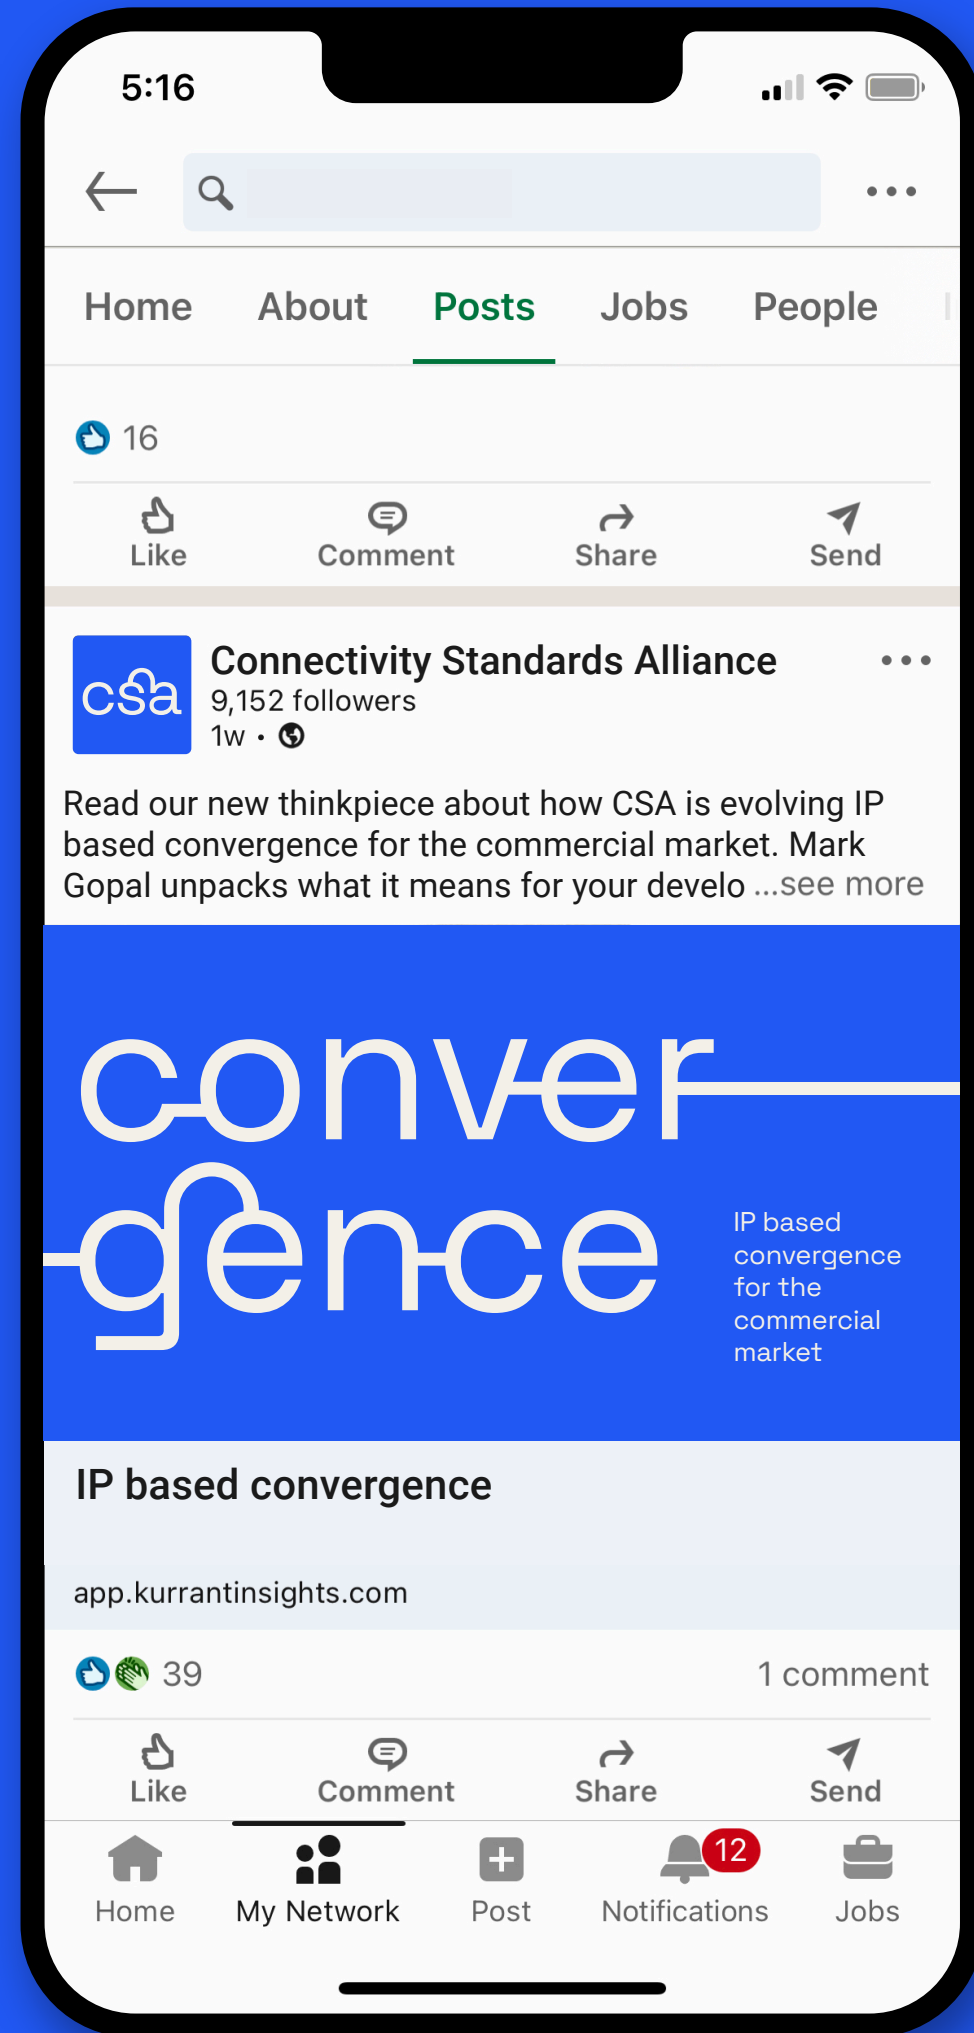 5:16
Home About Posts Jobs People
16
Like Comment Share Send
csa
Connectivity Standards Alliance
9,152 followers
1w •
Read our new thinkpiece about how CSA is evolving IP
based convergence for the commercial market. Mark
Gopal unpacks what it means for your develo ...see more
conver
gence
IP based
convergence
for the
commercial
market
IP based convergence
app.kurrantinsights.com
39 1 comment
Like Comment Share Send
12
Home My Network Post Notifications Jobs